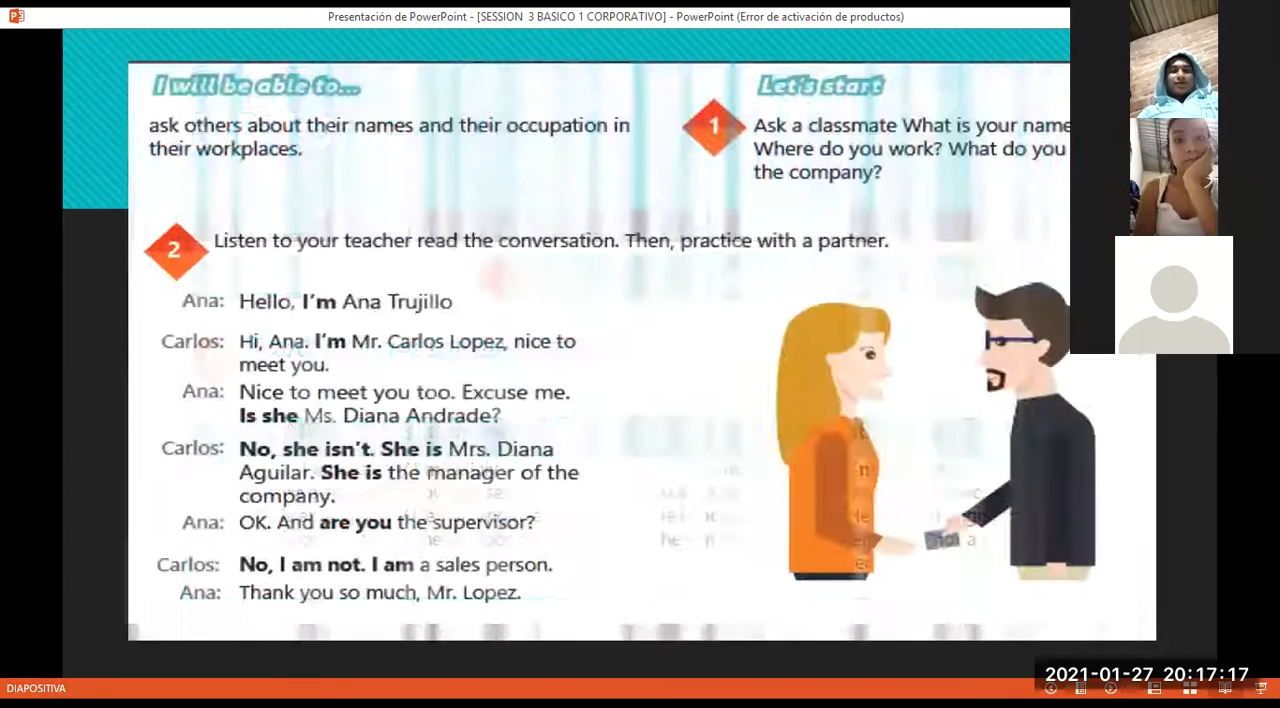 Presentación de PowerPoint - [SESSION 3 BASICO 1 CORPORATIVO] - PowerPoint (Error de activación de productos)
I will be able to...
ask others about their names and their occupation in
their workplaces.
Let's start
1
Ask a classmate What is your name
Where do you work? What do you
the company?
2
Listen to your teacher read the conversation. Then, practice with a partner.
Ana: Hello, I'm Ana Trujillo
Carlos: Hi, Ana. I'm Mr. Carlos Lopez, nice to
meet you.
Ana: Nice to meet you too. Excuse me.
Is she Ms. Diana Andrade?
Carlos: No, she isn't. She is Mrs. Diana
Aguilar. She is the manager of the
company.
Ana: OK. And are you the supervisor?
Carlos: No, I am not. I am a sales person.
Ana: Thank you so much, Mr. Lopez.
2021-01-27 20:17:17
DIAPOSITIVA